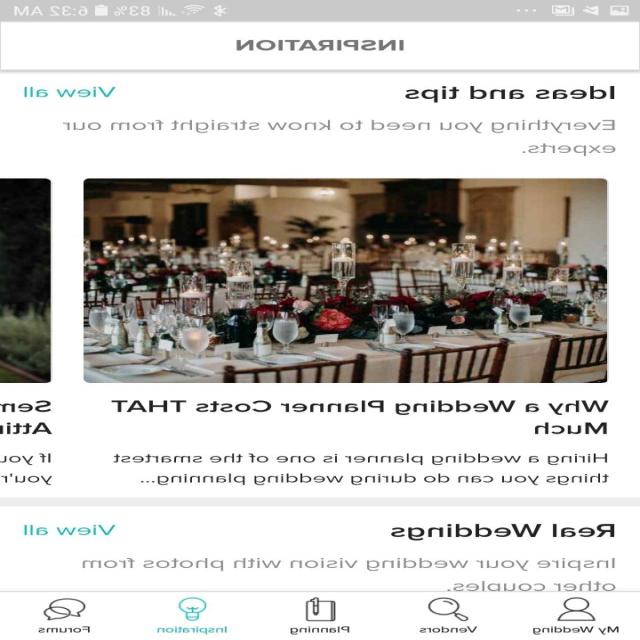 6:32 AM
83%
INSPIRATION
Ideas and tips
View all
Everything you need to know straight from our
experts.
Why a Wedding Planner Costs THAT
Much
Hiring a wedding planner is one of the smartest
things you can do during wedding planning...
Sem
Attir
If you
you're
Real Weddings
View all
Inspire your wedding vision with photos from
other couples.
My Wedding
Vendors
Planning
Inspiration
Forums